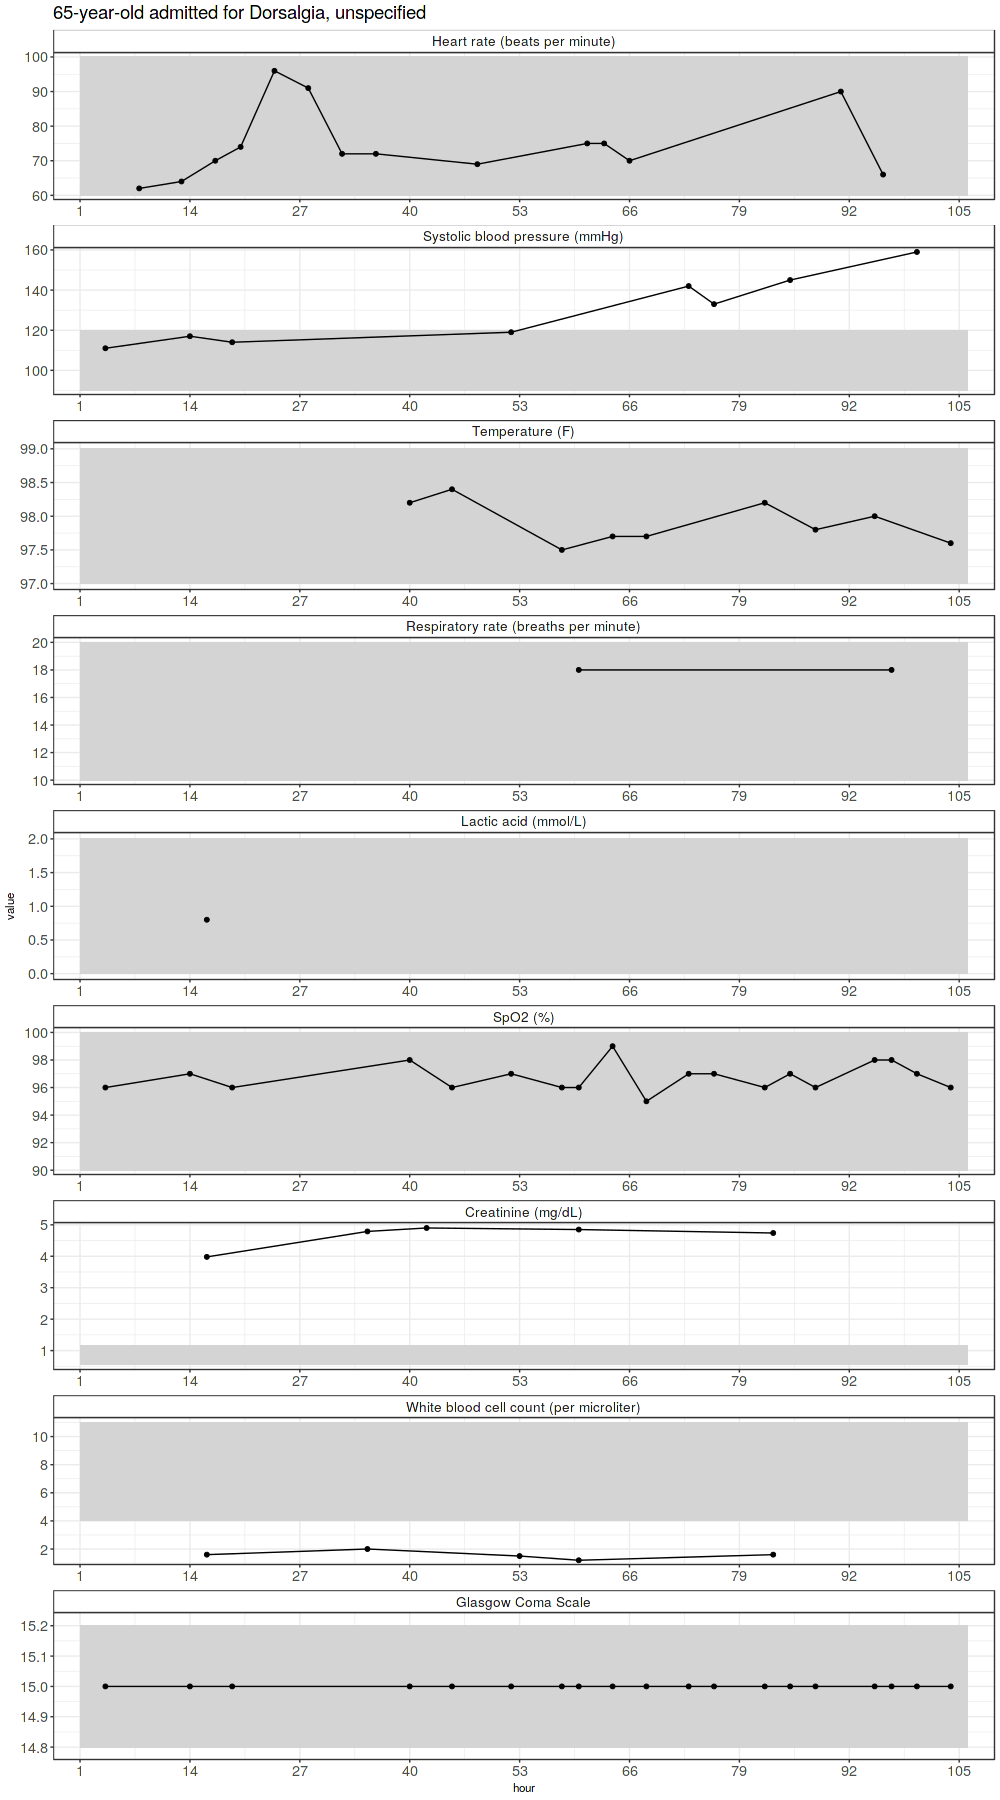 65-year-old admitted for Dorsalgia, unspecified
Heart rate (beats per minute)
100
90
80
70
60
1 14 27 40 53 66 79 92 105
Systolic blood pressure (mmHg)
160
140
120
100
1 14 27 40 53 66 79 92 105
Temperature (F)
99.0
98.5
98.0
97.5
97.0
1 14 27 40 53 66 79 92 105
Respiratory rate (breaths per minute)
20
18
16
14
12
10
1 14 27 40 53 66 79 92 105
Lactic acid (mmol/L)
2.0
1.5
1.0
0.5
0.0
1 14 27 40 53 66 79 92 105
value
SpO2 (%)
100
98
96
94
92
90
1 14 27 40 53 66 79 92 105
Creatinine (mg/dL)
5
4
3
2
1
1 14 27 40 53 66 79 92 105
White blood cell count (per microliter)
10
8
6
4
2
1 14 27 40 53 66 79 92 105
Glasgow Coma Scale
15.2
15.1
15.0
14.9
14.8
1 14 27 40 53 66 79 92 105
hour